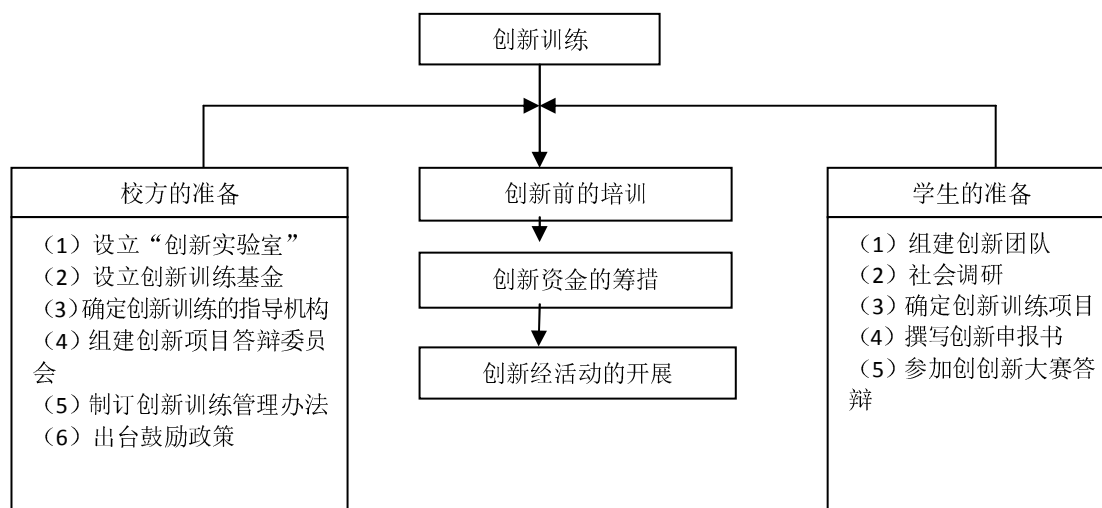 创新训练
校方的准备
（1）设立“创新实验室”
（2）设立创新训练基金
（3）确定创新训练的指导机构
（4）组建创新项目答辩委员
会
（5）制订创新训练管理办法
（6）出台鼓励政策
创新前的培训
创新资金的筹措
创新经活动的开展
学生的准备
（1）组建创新团队
（2）社会调研
（3）确定创新训练项目
（4）撰写创新申报书
（5）参加创创新大赛答
辩